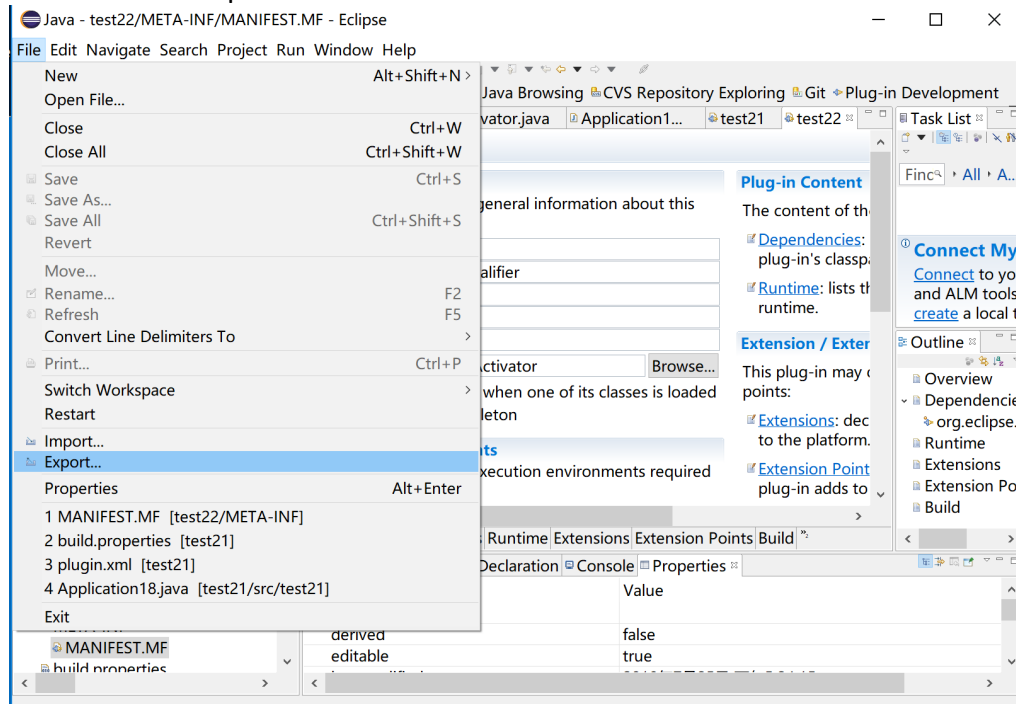 Java - test22/META-INF/MANIFEST.MF - Eclipse
File Edit Navigate Search Project Run Window Help
New Alt+Shift+N >
Open File...
Close Ctrl+W
Close All Ctrl+Shift+W
Save Ctrl+S
Save As...
Save All Ctrl+Shift+S
Revert
Move...
Rename... F2
Refresh F5
Convert Line Delimiters To >
Print... Ctrl+P
Switch Workspace >
Restart
Import...
Export...
Properties Alt+Enter
1 MANIFEST.MF [test22/META-INF]
2 build.properties [test21]
3 plugin.xml [test21]
4 Application18.java [test21/src/test21]
Exit
MANIFEST.MF
build.properties
Java Browsing CVS Repository Exploring Git Plug-in Development
vator.java Application1... test21 test22
general information about this
alifier
ctivator Browse...
when one of its classes is loaded
leton
ts
xecution environments required
Plug-in Content
The content of th
Dependencies:
plug-in's classpa
Runtime: lists th
runtime.
Extension / Exter
This plug-in may
points:
Extensions: dec
to the platform.
Extension Point
plug-in adds to
Runtime Extensions Extension Points Build »2
Declaration Console Properties
Value
derived false
editable true
Task List
Finc All A...
Connect My
Connect to yo
and ALM tools
create a local t
Outline
Overview
Dependencie
org.eclipse.
Runtime
Extensions
Extension Po
Build